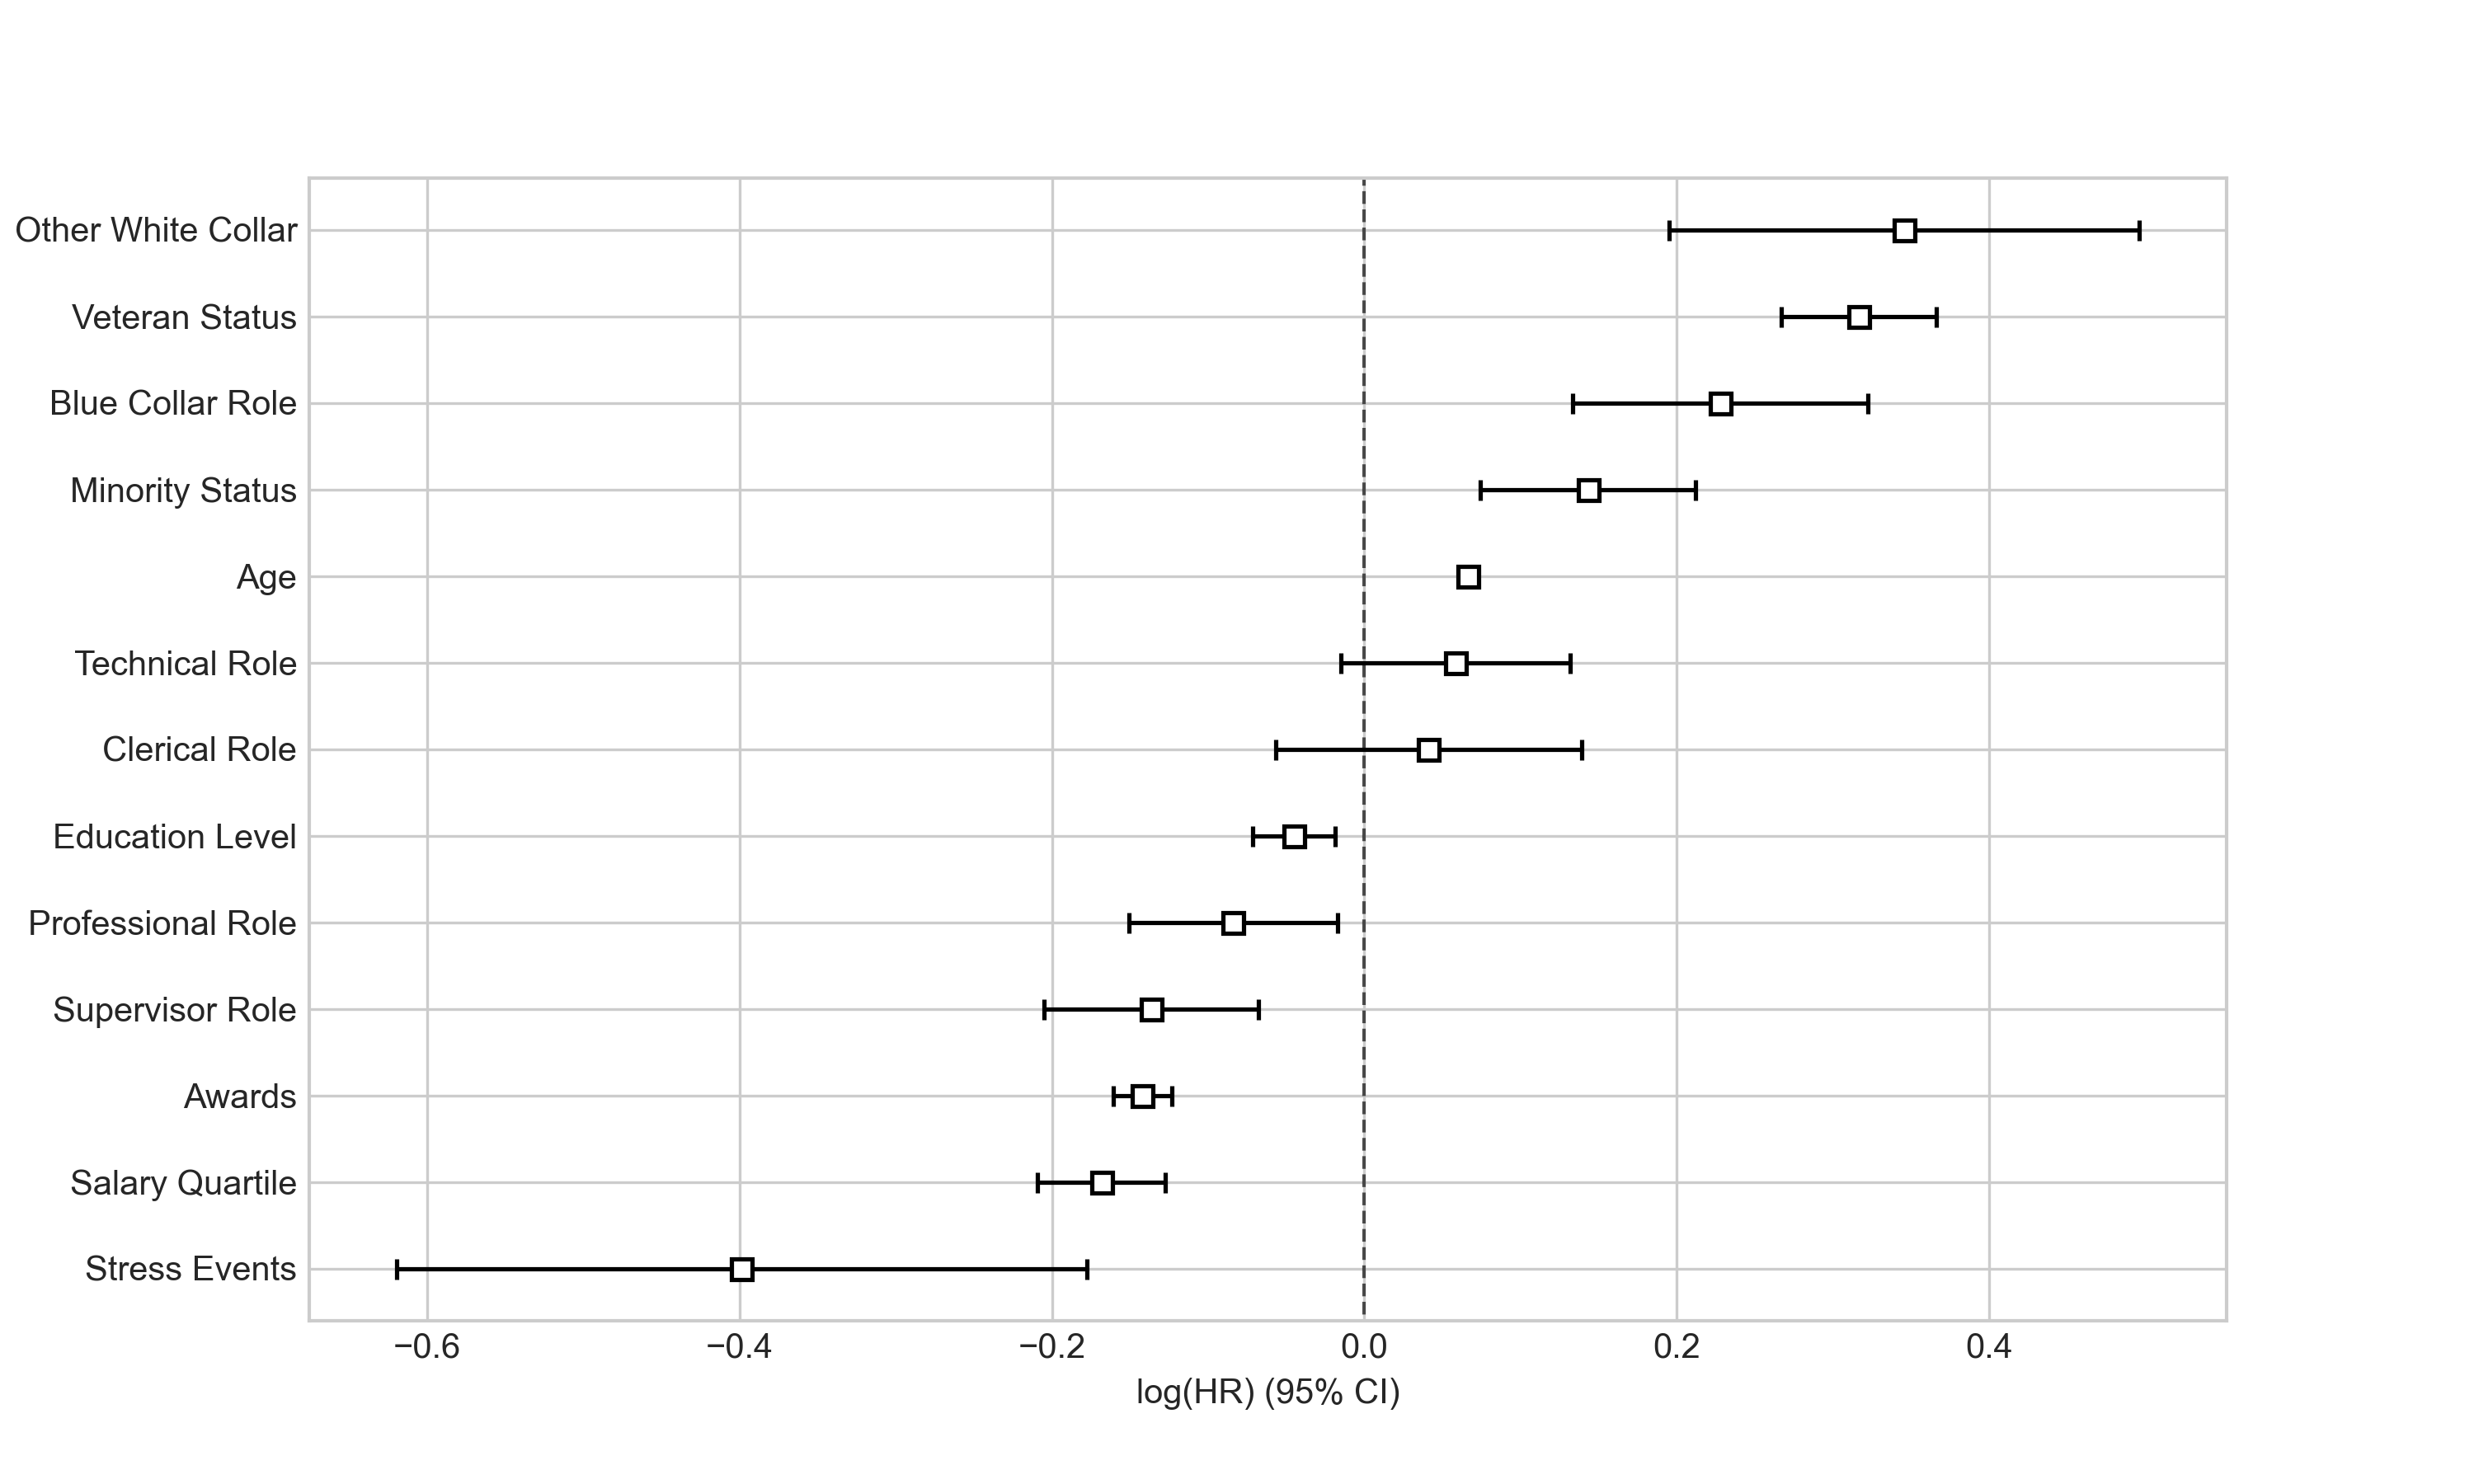 Other White Collar
Veteran Status
Blue Collar Role
Minority Status
Age
Technical Role
Clerical Role
Education Level
Professional Role
Supervisor Role
Awards
Salary Quartile
Stress Events
−0.6 −0.4 −0.2 0.0 0.2 0.4
log(HR) (95% CI)